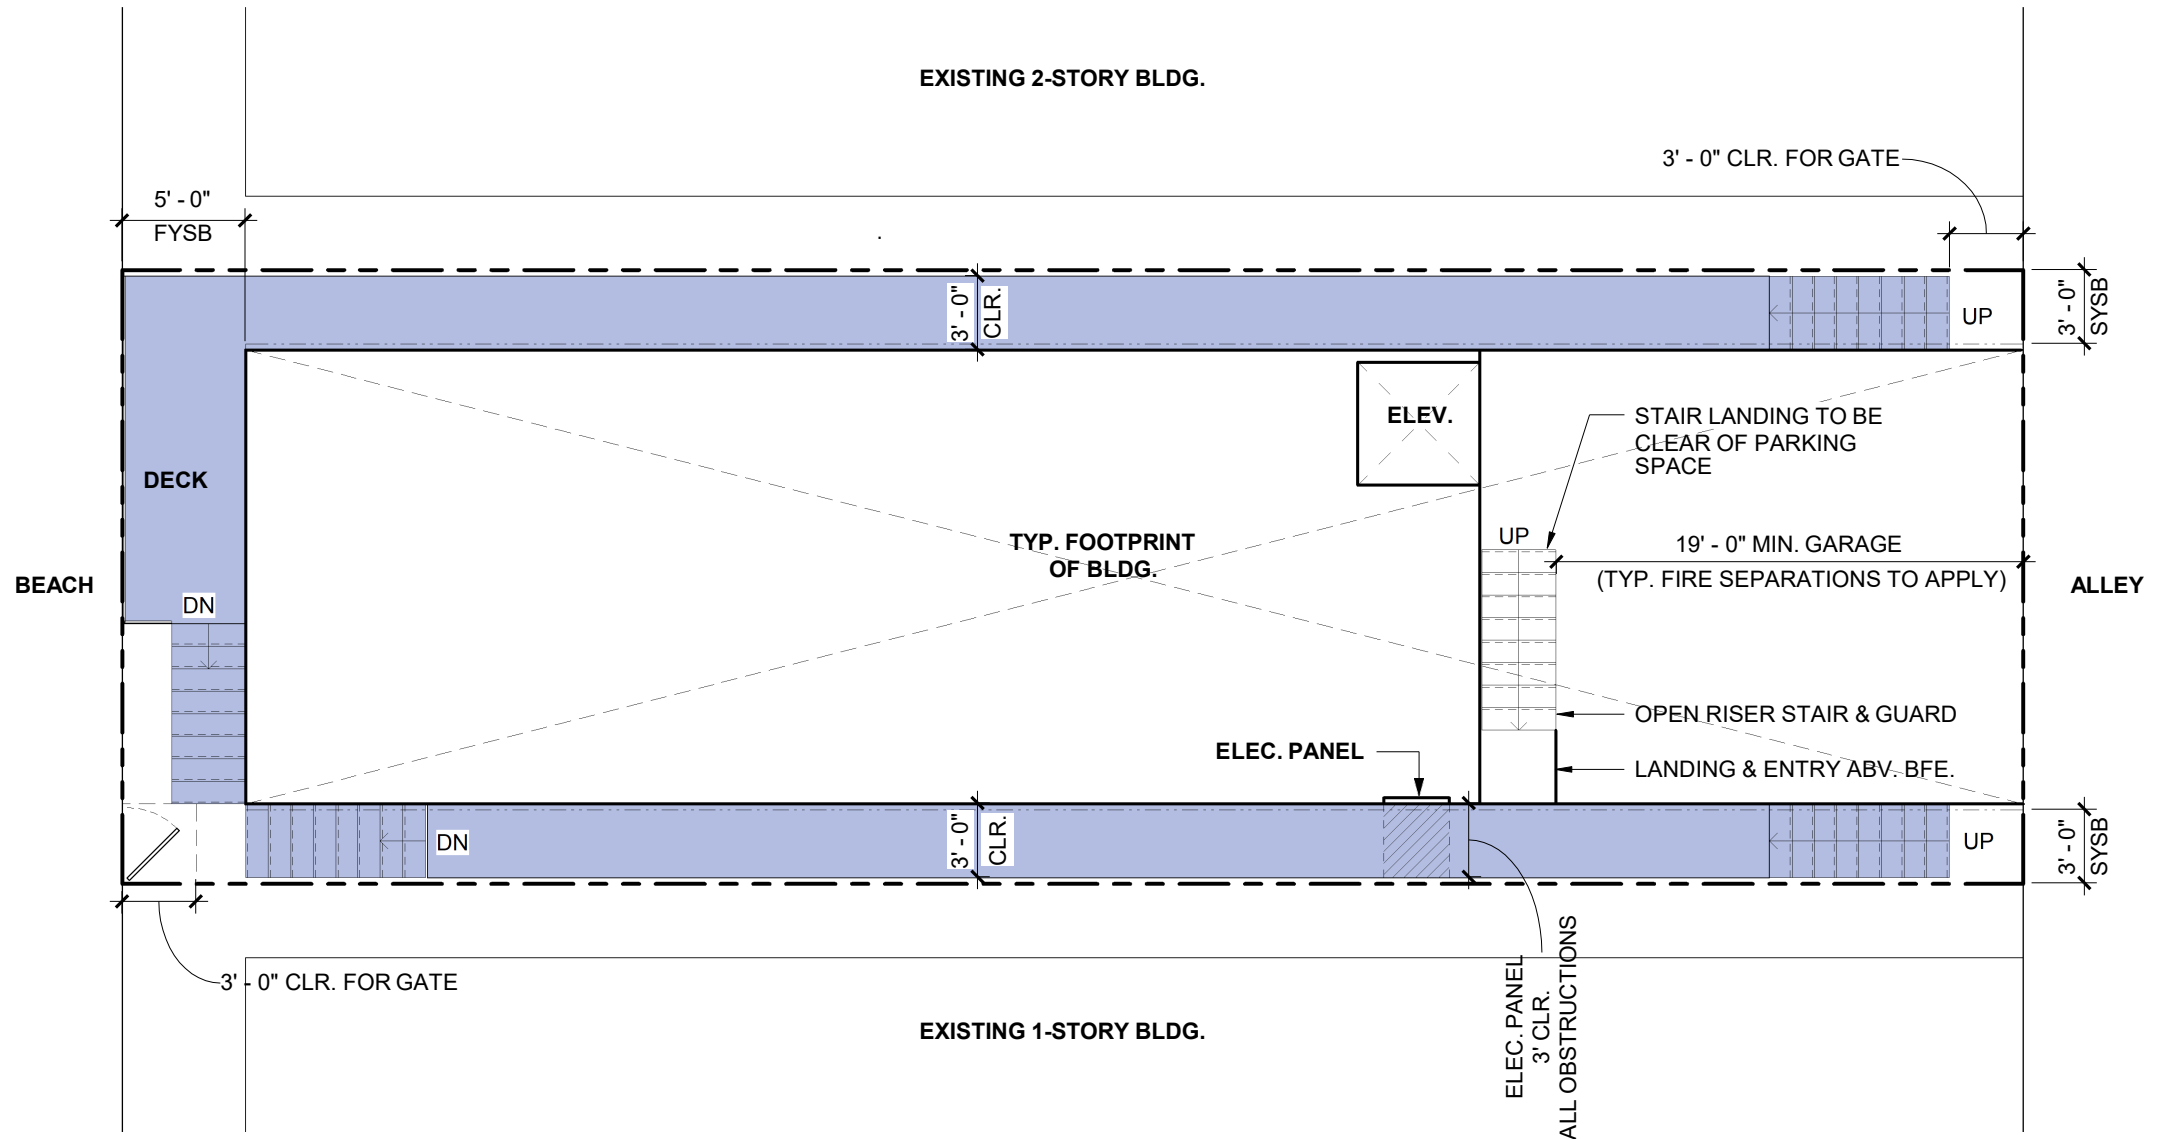 EXISTING 2-STORY BLDG.
3' - 0" CLR. FOR GATE
5' - 0"
FYSB
3' - 0"
CLR.
UP
3' - 0"
SYSB
ELEV.
STAIR LANDING TO BE
CLEAR OF PARKING
SPACE
DECK
UP
TYP. FOOTPRINT
OF BLDG.
19' - 0" MIN. GARAGE
(TYP. FIRE SEPARATIONS TO APPLY)
BEACH
ALLEY
DN
OPEN RISER STAIR & GUARD
ELEC. PANEL
LANDING & ENTRY ABV. BFE.
DN
3' - 0"
CLR.
UP
3' - 0"
SYSB
3' - 0" CLR. FOR GATE
ELEC. PANEL
3' CLR.
ALL OBSTRUCTIONS
EXISTING 1-STORY BLDG.